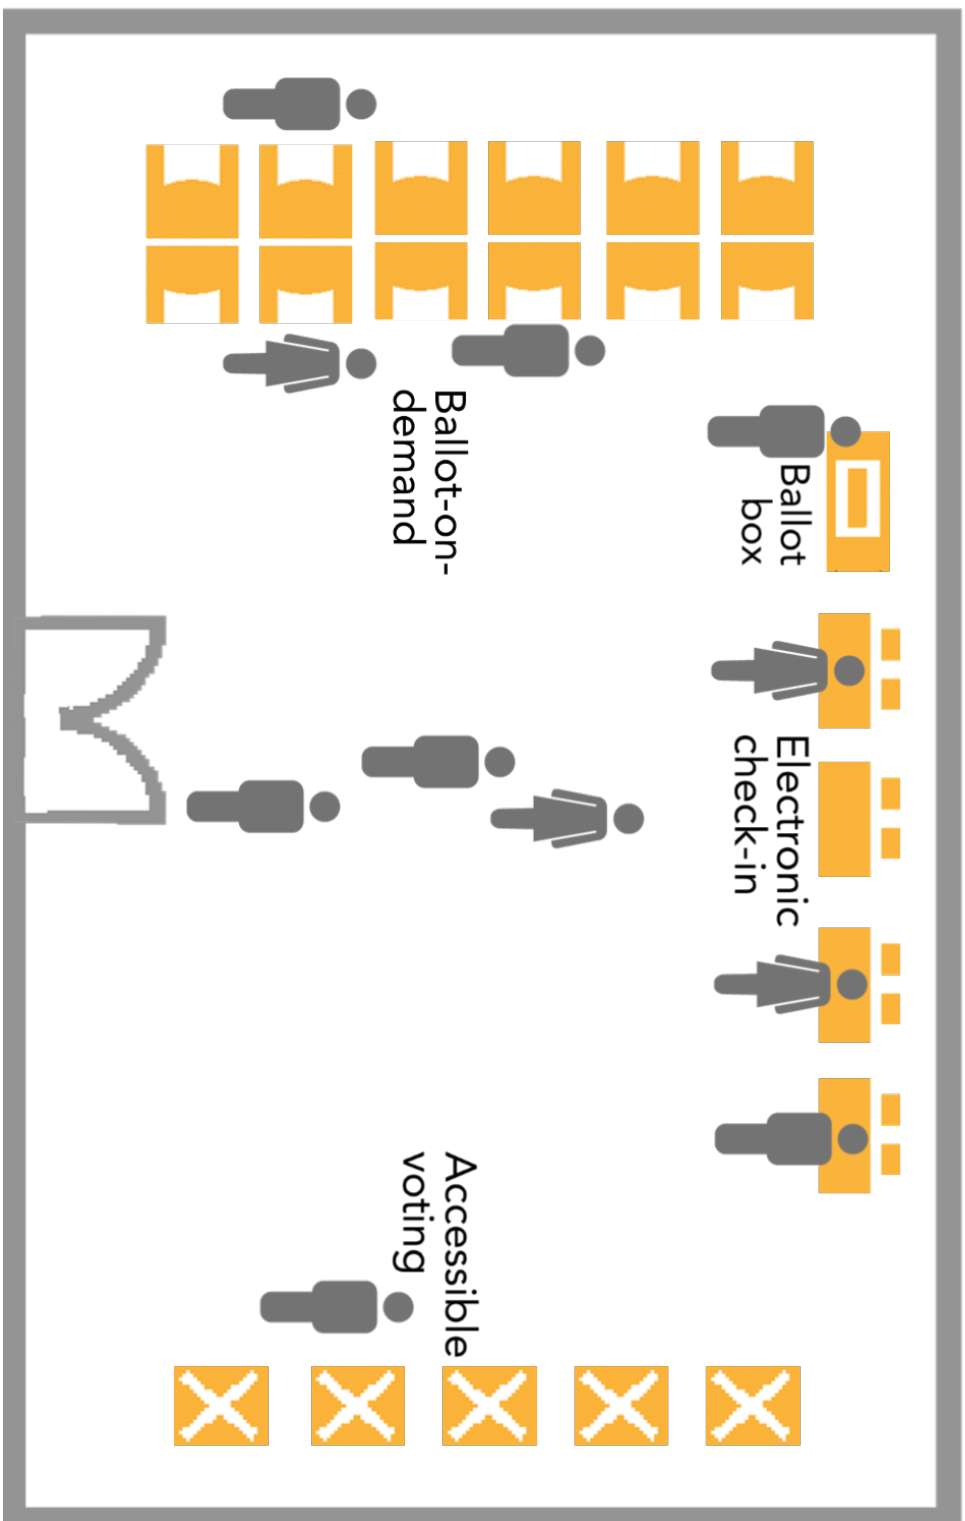 Ballot
box
Electronic
check-in
Ballot-on-
demand
Accessible
voting